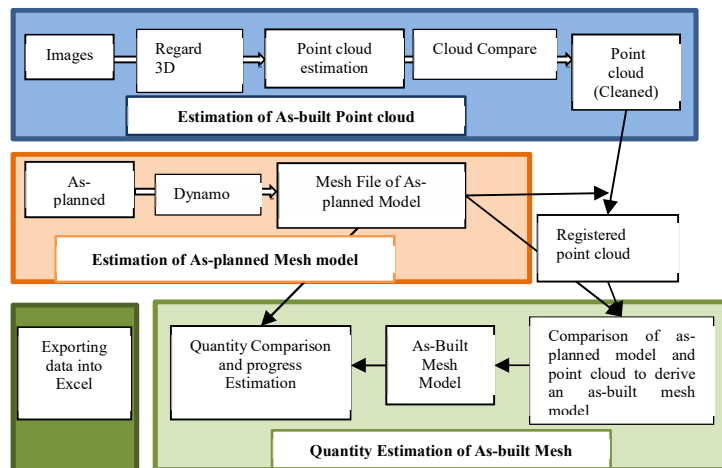 Images
Regard
3D
Point cloud
estimation
Cloud Compare
Point
cloud
(Cleaned)
Estimation of As-built Point cloud
As-
planned
Dynamo
Mesh File of As-
planned Model
Estimation of As-planned Mesh model
Registered
point cloud
Exporting
data into
Excel
Quantity Comparison
and progress
Estimation
As-Built
Mesh
Model
Comparison of as-
planned model and
point cloud to derive
an as-built mesh
model
Quantity Estimation of As-built Mesh